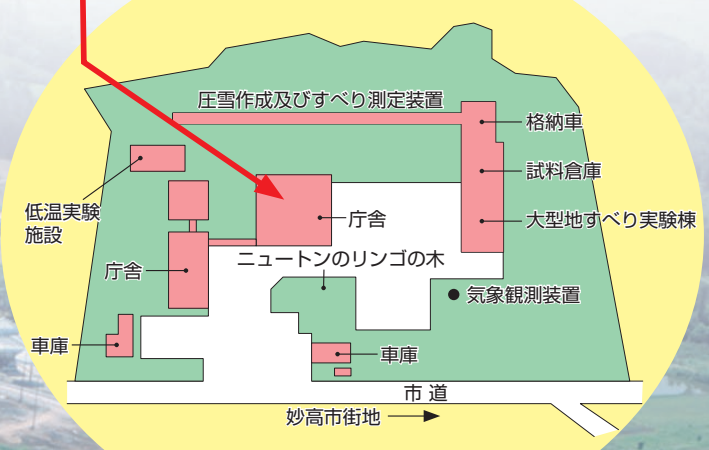 圧雪作成及びすべり測定装置
格納車
試料倉庫
大型地すべり実験棟
低温実験
施設
庁舎
ニュートンのリンゴの木
庁舎
気象観測装置
車庫
車庫
市道
妙高市街地